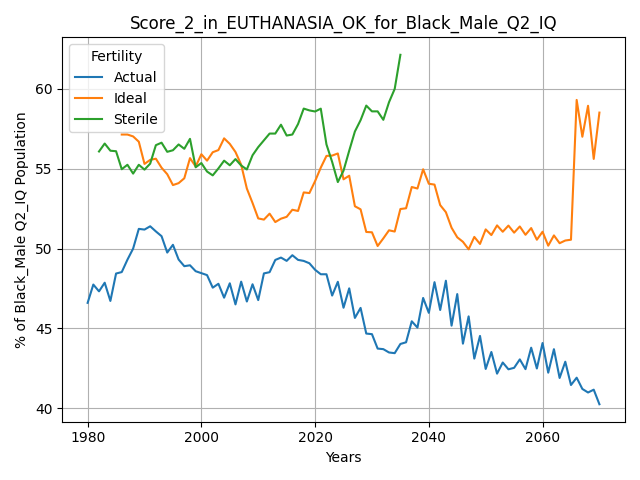 Score_2_in_EUTHANASIA_OK_for_Black_Male_Q2_IQ
Fertility
Actual
Ideal
Sterile
% of Black_Male Q2_IQ Population
60
55
50
45
40
1980
2000
2020
2040
2060
Years